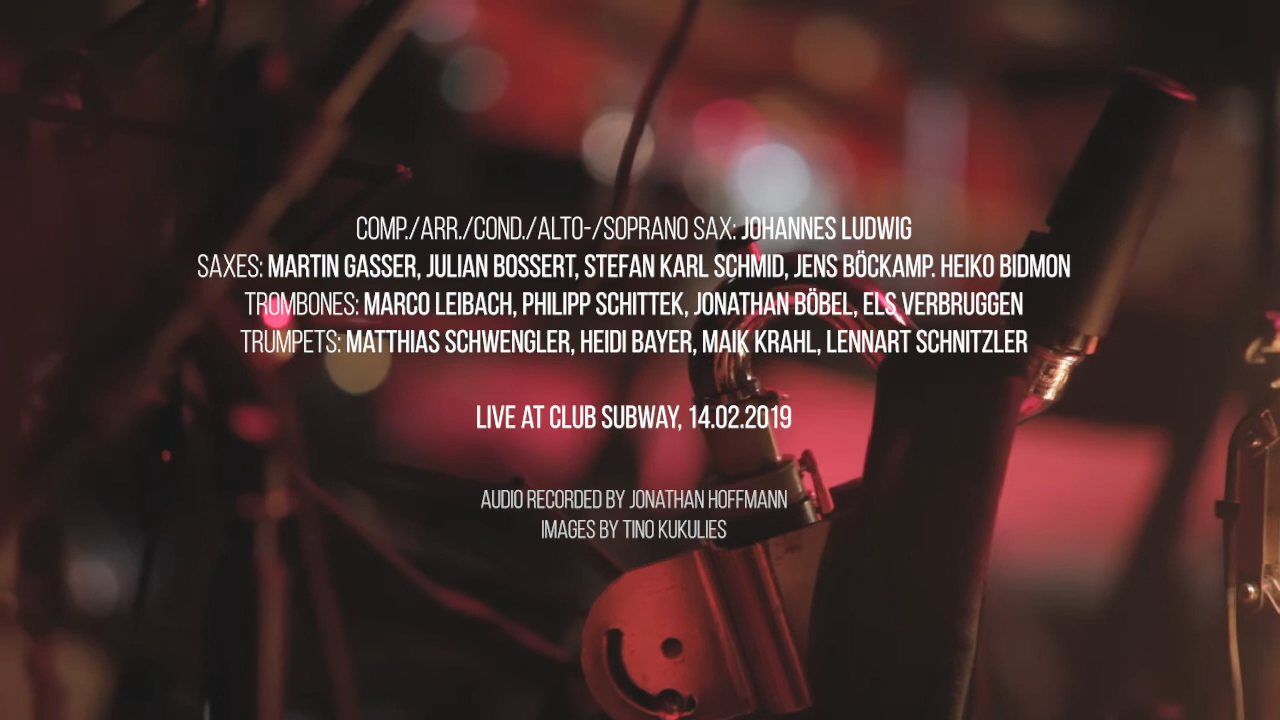 COMP./ARR./COND./ALTO-/SOPRANO SAX: JOHANNES LUDWIG
SAXES: MARTIN GASSER, JULIAN BOSSERT, STEFAN KARL SCHMID, JENS BÖCKAMP. HEIKO BIDMON
TROMBONES: MARCO LEIBACH, PHILIPP SCHITTEK, JONATHAN BÖBEL, ELS VERBRUGGEN
TRUMPETS: MATTHIAS SCHWENGLER, HEIDI BAYER, MAIK KRAHL, LENNART SCHNITZLER
LIVE AT CLUB SUBWAY, 14.02.2019
AUDIO RECORDED BY JONATHAN HOFFMANN
IMAGES BY TINO KUKULIES